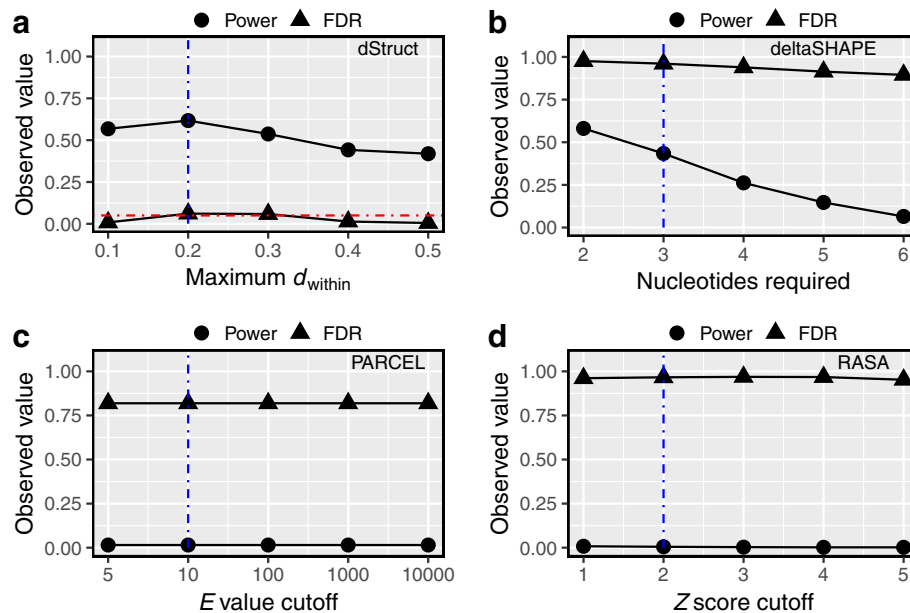 a
Power FDR
dStruct
Observed value
1.00
0.75
0.50
0.25
0.00
0.1 0.2 0.3 0.4 0.5
Maximum dwithin
b
Power FDR
deltaSHAPE
Observed value
1.00
0.75
0.50
0.25
0.00
2 3 4 5 6
Nucleotides required
c
Power FDR
PARCEL
Observed value
1.00
0.75
0.50
0.25
0.00
5 10 100 1000 10000
E value cutoff
d
Power FDR
RASA
Observed value
1.00
0.75
0.50
0.25
0.00
1 2 3 4 5
Z score cutoff